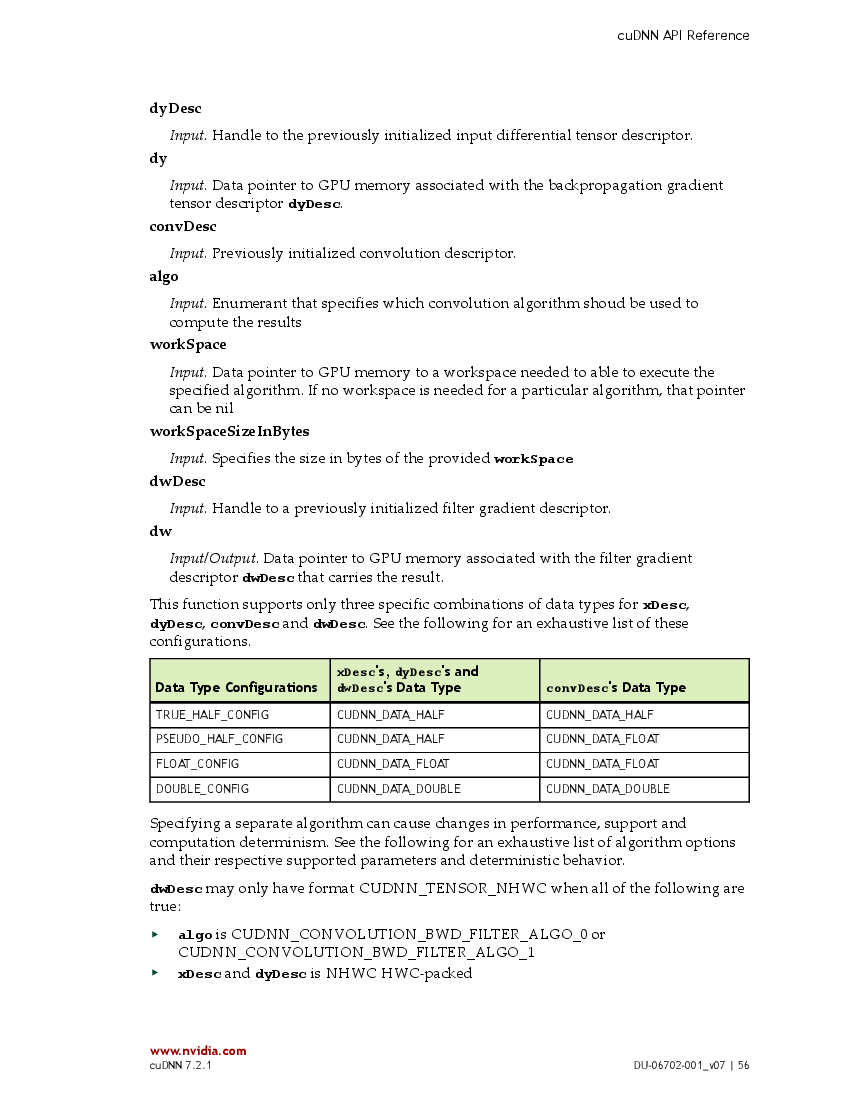 cuDNN API Reference
dyDesc
Input. Handle to the previously initialized input differential tensor descriptor.
dy
Input. Data pointer to GPU memory associated with the backpropagation gradient
tensor descriptor dyDesc.
convDesc
Input. Previously initialized convolution descriptor.
algo
Input. Enumerant that specifies which convolution algorithm shoud be used to
compute the results
workSpace
Input. Data pointer to GPU memory to a workspace needed to able to execute the
specified algorithm. If no workspace is needed for a particular algorithm, that pointer
can be nil
workSpaceSizeInBytes
Input. Specifies the size in bytes of the provided workSpace
dwDesc
Input. Handle to a previously initialized filter gradient descriptor.
dw
Input/Output. Data pointer to GPU memory associated with the filter gradient
descriptor dwDesc that carries the result.
This function supports only three specific combinations of data types for xDesc,
dyDesc, convDesc and dwDesc. See the following for an exhaustive list of these
configurations.
Data Type Configurations
xDesc's, dyDesc's and
dwDesc's Data Type
convDesc's Data Type
TRUE_HALF_CONFIG CUDNN_DATA_HALF CUDNN_DATA_HALF
PSEUDO_HALF_CONFIG CUDNN_DATA_HALF CUDNN_DATA_FLOAT
FLOAT_CONFIG CUDNN_DATA_FLOAT CUDNN_DATA_FLOAT
DOUBLE_CONFIG CUDNN_DATA_DOUBLE CUDNN_DATA_DOUBLE
Specifying a separate algorithm can cause changes in performance, support and
computation determinism. See the following for an exhaustive list of algorithm options
and their respective supported parameters and deterministic behavior.
dwDesc may only have format CUDNN_TENSOR_NHWC when all of the following are
true:
‣ algo is CUDNN_CONVOLUTION_BWD_FILTER_ALGO_0 or
CUDNN_CONVOLUTION_BWD_FILTER_ALGO_1
‣ xDesc and dyDesc is NHWC HWC-packed
www.nvidia.com
cuDNN 7.2.1 DU-06702-001_v07 | 56